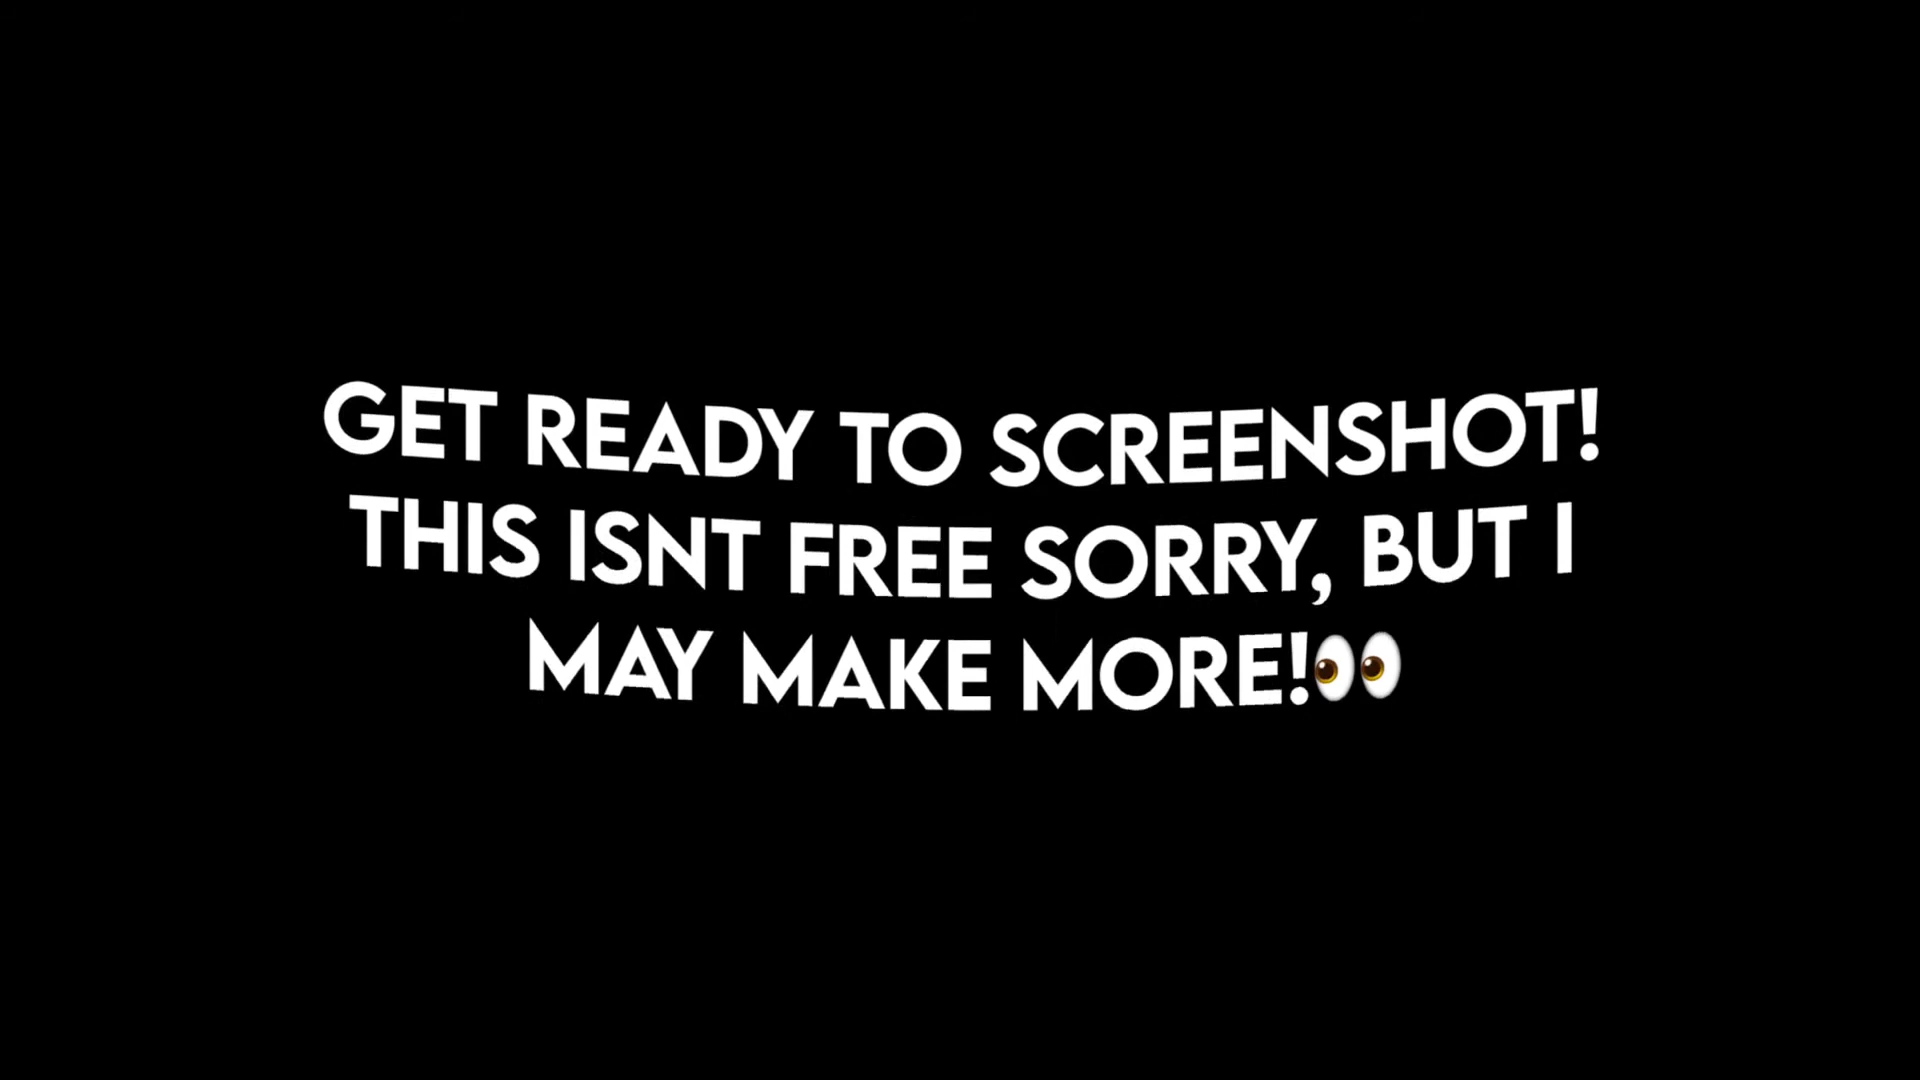 GET READY TO SCREENSHOT!
THIS ISNT FREE SORRY, BUT I
MAY MAKE MORE!👀